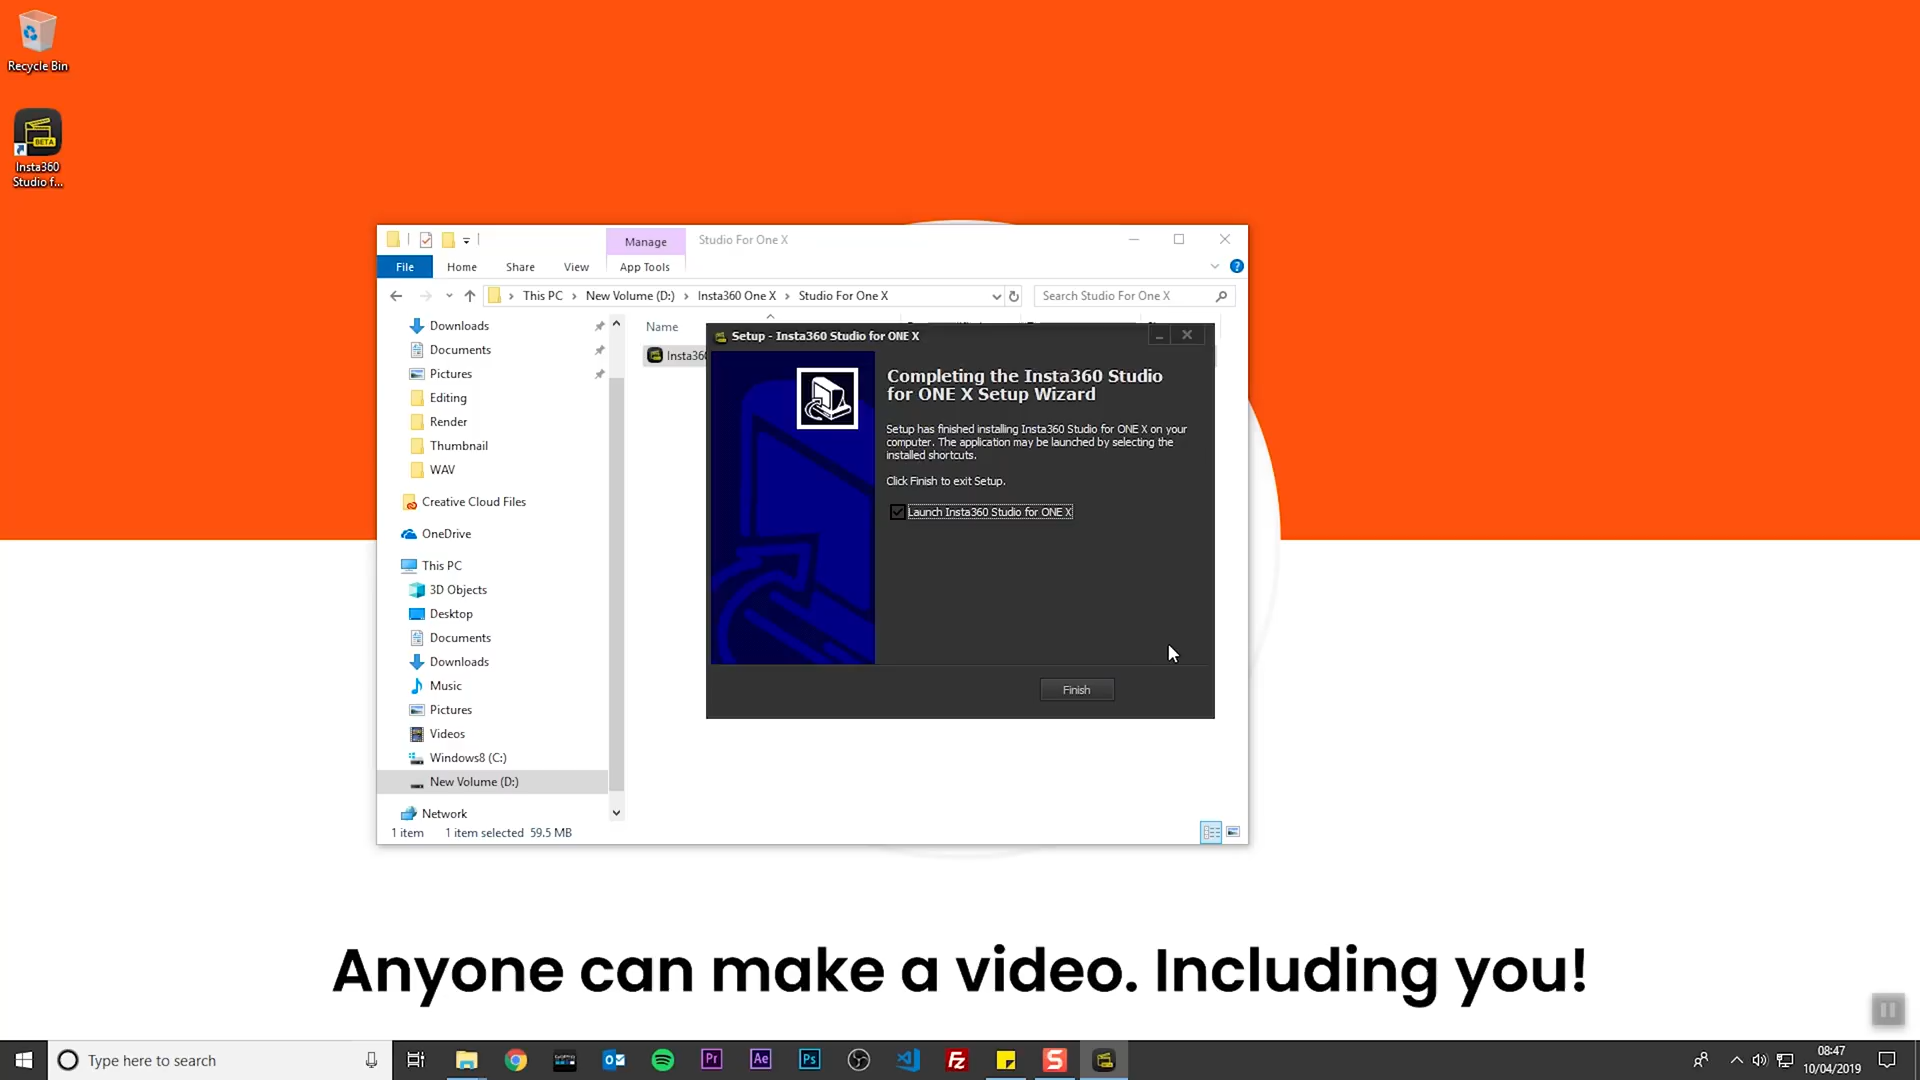 Recycle Bin
BETA
Insta360
Studio f...
Manage
Studio For One X
File
Home
Share
View
App Tools
This PC
New Volume (D:)
Insta360 One X
Studio For One X
Search Studio For One X
Downloads
Documents
Pictures
Editing
Render
Thumbnail
WAV
Creative Cloud Files
OneDrive
This PC
3D Objects
Desktop
Documents
Downloads
Music
Pictures
Videos
Windows8 (C:)
New Volume (D:)
Network
1 item
1 item selected 59.5 MB
Name
Setup - Insta360 Studio for ONE X
Completing the Insta360 Studio
for ONE X Setup Wizard
Setup has finished installing Insta360 Studio for ONE X on your
computer. The application may be launched by selecting the
installed shortcuts.
Click Finish to exit Setup.
Launch Insta360 Studio for ONE X
Finish
Anyone can make a video. Including you!
Type here to search
Pr
Ae
Ps
FZ
S
08:47
10/04/2019